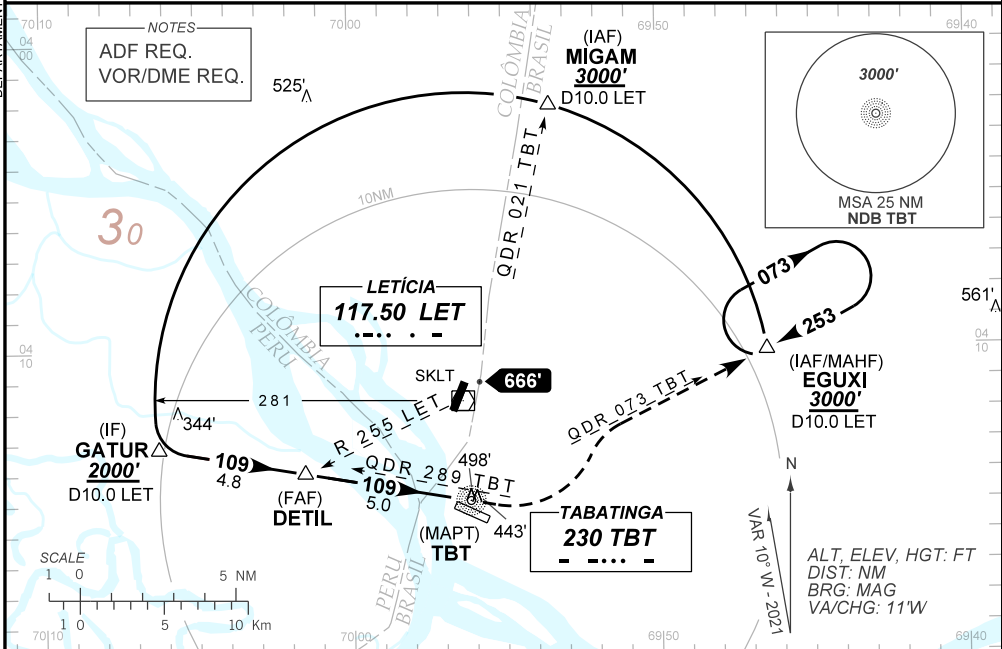 70 10
70 00
69 50
69 40
04
00
NOTES
ADF REQ.
VOR/DME REQ.
525'
COLÔMBIA
BRASIL
(IAF)
MIGAM
3000'
D10.0 LET
3000'
MSA 25 NM
NDB TBT
10NM
30
QDR 021 TBT
COLÔMBIA
PERU
LETÍCIA
117.50 LET
073
253
561'
04
10
04
10
SKLT
666'
281
344'
(IAF/MAHF)
EGUXI
3000'
D10.0 LET
(IF)
GATUR
2000'
D10.0 LET
R 255 LET
QDR 073 TBT
109
4.8
QDR 289 TBT
498'
109
5.0
443'
(FAF)
DETIL
(MAPT)
TBT
TABATINGA
230 TBT
N
VAR 10° W - 2021
ALT, ELEV, HGT: FT
DIST: NM
BRG: MAG
VA/CHG: 11'W
SCALE
1 0 5 NM
1 0 5 10 Km
PERU
BRASIL
70 10
70 00
69 50
69 40